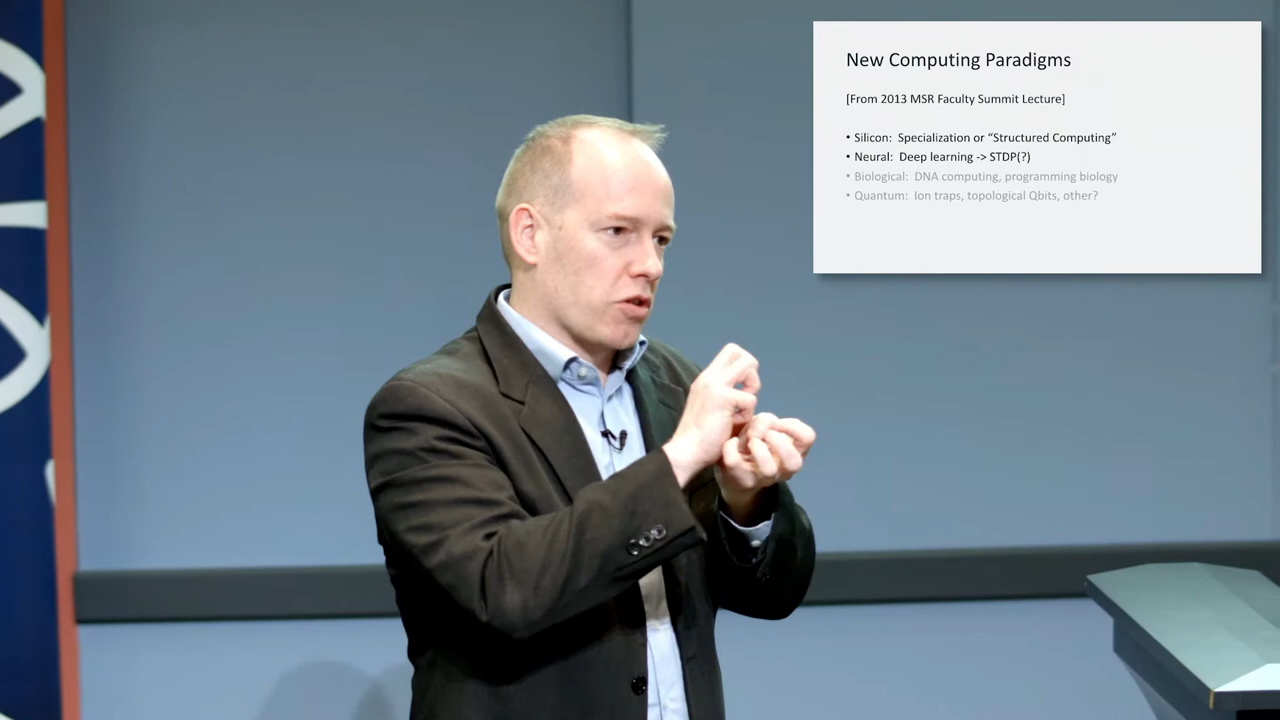 New Computing Paradigms
[From 2013 MSR Faculty Summit Lecture]
• Silicon: Specialization or “Structured Computing”
• Neural: Deep learning -> STDP(?)
• Biological: DNA computing, programming biology
• Quantum: Ion traps, topological Qbits, other?